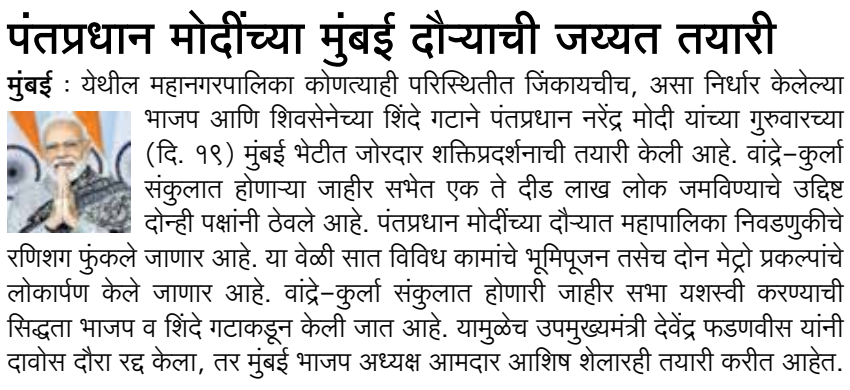 पंतप्रधान मोदींच्या मुंबई दौऱ्याची जय्यत तयारी
मुंबई : येथील महानगरपालिका कोणत्याही परिस्थितीत जिंकायचीच, असा निर्धार केलेल्या
भाजप आणि शिवसेनेच्या शिंदे गटाने पंतप्रधान नरेंद्र मोदी यांच्या गुरुवारच्या
(दि. १९) मुंबई भेटीत जोरदार शक्तिप्रदर्शनाची तयारी केली आहे. वांद्रे–कुर्ला
संकुलात होणाऱ्या जाहीर सभेत एक ते दीड लाख लोक जमविण्याचे उद्दिष्ट
दोन्ही पक्षांनी ठेवले आहे. पंतप्रधान मोदींच्या दौऱ्यात महापालिका निवडणुकीचे
रणिशग फुंकले जाणार आहे. या वेळी सात विविध कामांचे भूमिपूजन तसेच दोन मेट्रो प्रकल्पांचे
लोकार्पण केले जाणार आहे. वांद्रे–कुर्ला संकुलात होणारी जाहीर सभा यशस्वी करण्याची
सिद्धता भाजप व शिंदे गटाकडून केली जात आहे. यामुळेच उपमुख्यमंत्री देवेंद्र फडणवीस यांनी
दावोस दौरा रद्द केला, तर मुंबई भाजप अध्यक्ष आमदार आशिष शेलारही तयारी करीत आहेत.